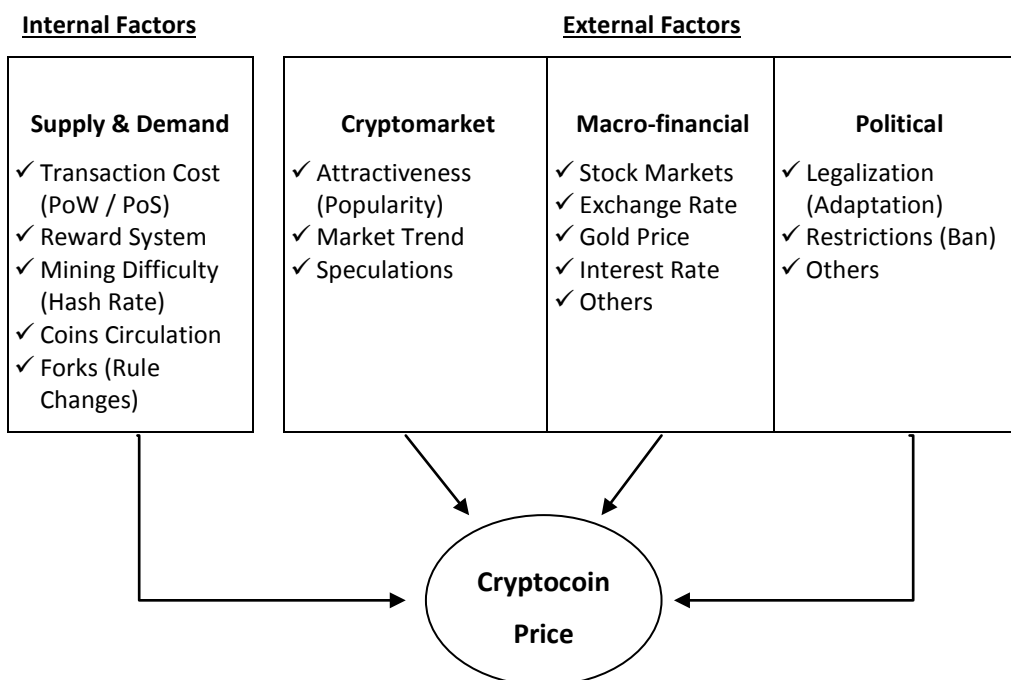 Internal Factors
External Factors
Supply & Demand
✓ Transaction Cost
(PoW / PoS)
✓ Reward System
✓ Mining Difficulty
(Hash Rate)
✓ Coins Circulation
✓ Forks (Rule
Changes)
Cryptomarket
✓ Attractiveness
(Popularity)
✓ Market Trend
✓ Speculations
Macro-financial
✓ Stock Markets
✓ Exchange Rate
✓ Gold Price
✓ Interest Rate
✓ Others
Political
✓ Legalization
(Adaptation)
✓ Restrictions (Ban)
✓ Others
Cryptocoin
Price